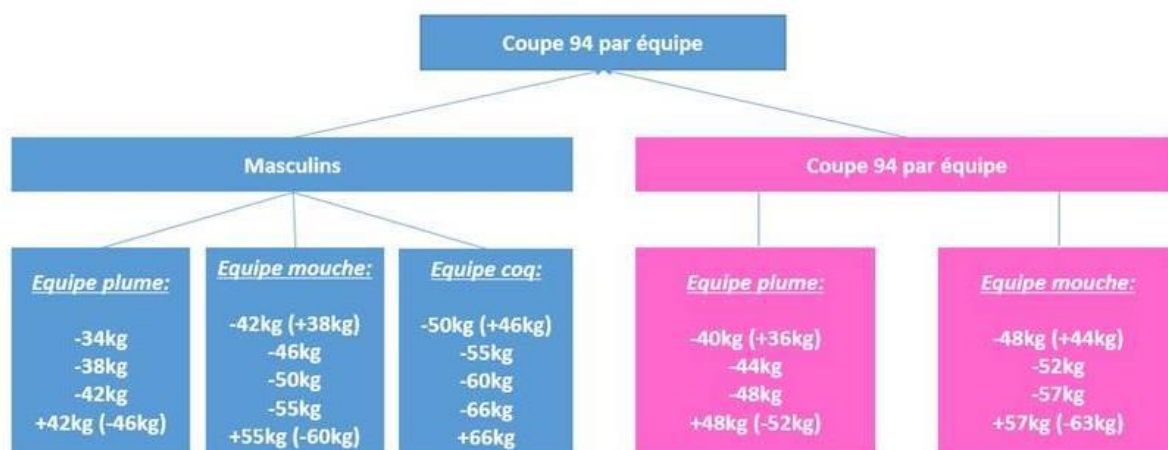 Coupe 94 par équipe
Masculins
Coupe 94 par équipe
Equipe plume:
-34kg
-38kg
-42kg
+42kg (-46kg)
Equipe mouche:
-42kg (+38kg)
-46kg
-50kg
-55kg
+55kg (-60kg)
Equipe coq:
-50kg (+46kg)
-55kg
-60kg
-66kg
+66kg
Equipe plume:
-40kg (+36kg)
-44kg
-48kg
+48kg (-52kg)
Equipe mouche:
-48kg (+44kg)
-52kg
-57kg
+57kg (-63kg)